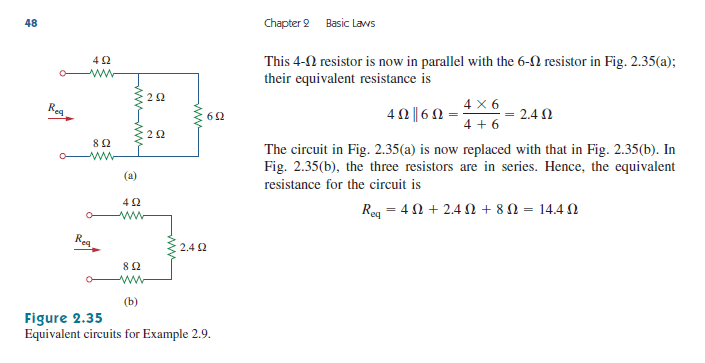 48
Chapter 2 Basic Laws
4 Ω
2 Ω
Req
6 Ω
2 Ω
8 Ω
(a)
4 Ω
Req
2.4 Ω
8 Ω
(b)
Figure 2.35
Equivalent circuits for Example 2.9.
This 4-Ω resistor is now in parallel with the 6-Ω resistor in Fig. 2.35(a);
their equivalent resistance is
4 Ω ‖ 6 Ω = (4 × 6)/(4 + 6) = 2.4 Ω
The circuit in Fig. 2.35(a) is now replaced with that in Fig. 2.35(b). In
Fig. 2.35(b), the three resistors are in series. Hence, the equivalent
resistance for the circuit is
Req = 4 Ω + 2.4 Ω + 8 Ω = 14.4 Ω